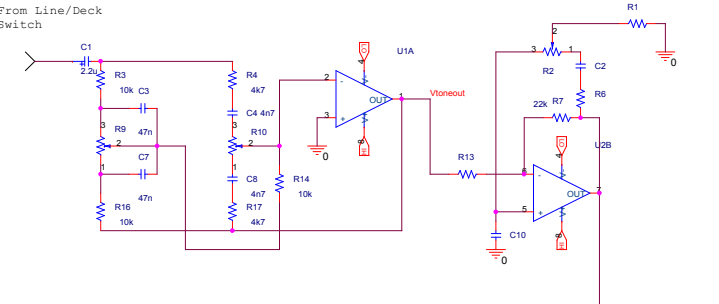 From Line/Deck
Switch
C1
2.2u
R3
10k
C3
47n
3
R9
2
1
C7
47n
R16
10k
R4
4k7
C4 4n7
3
R10
2
1
C8
4n7
R17
4k7
R14
10k
U1A
4
2
-
3
+
OUT
1
8
0
Vtoneout
R13
R1
2
3
1
R2
0
C2
R6
R7
22k
U2B
4
6
-
5
+
OUT
7
8
C10
0